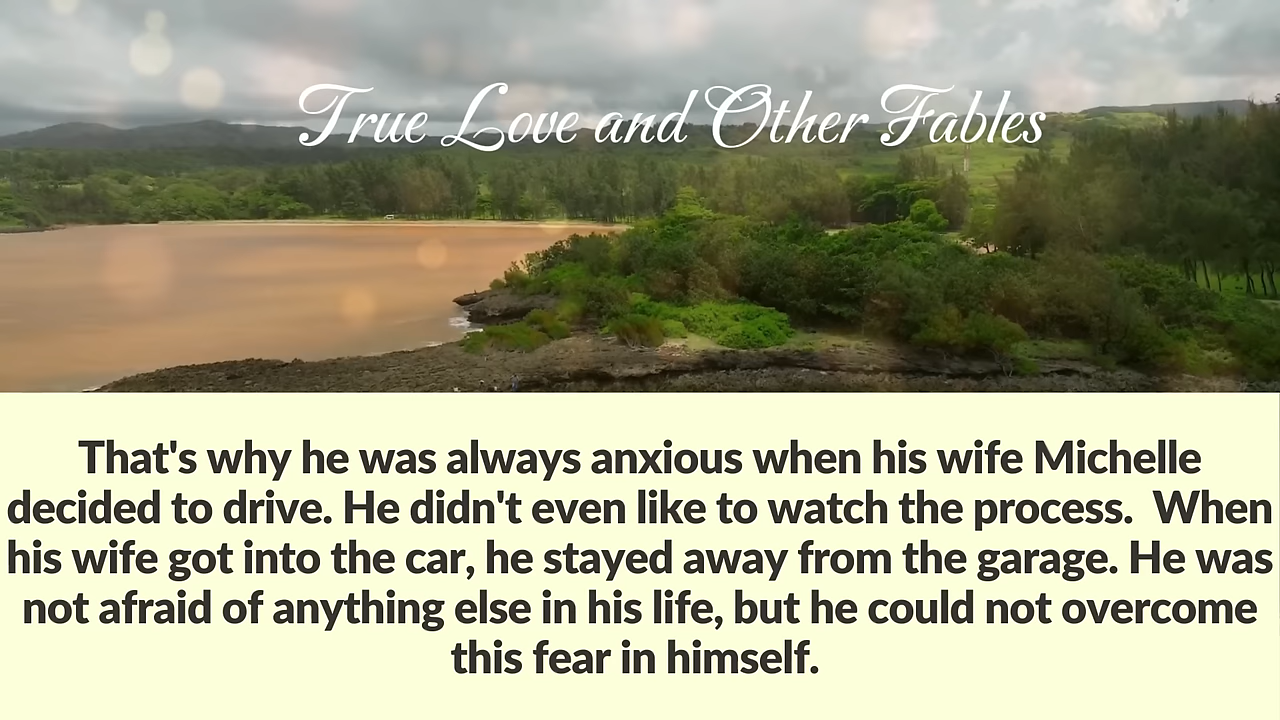 True Love and Other Fables
That's why he was always anxious when his wife Michelle
decided to drive. He didn't even like to watch the process.  When
his wife got into the car, he stayed away from the garage. He was
not afraid of anything else in his life, but he could not overcome
this fear in himself.